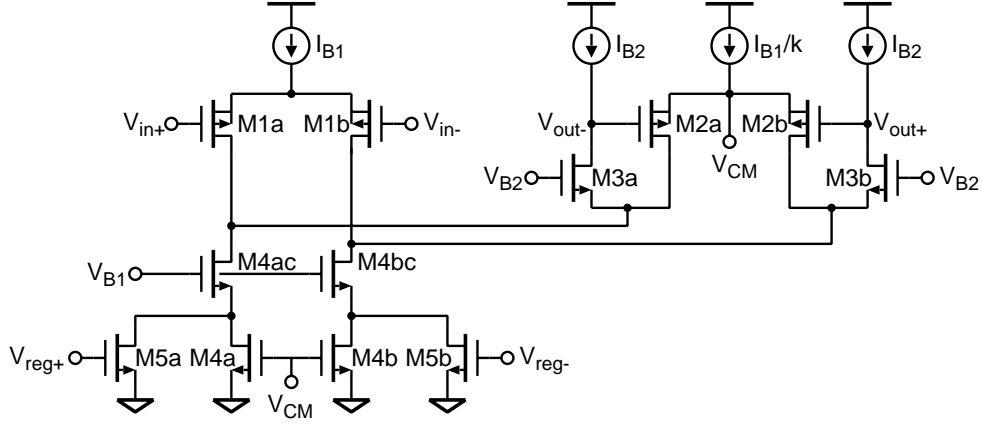 I_B1 I_B2 I_B1/k I_B2
V_in+ M1a M1b V_in- V_out- M2a M2b V_out+
V_CM
V_B2 M3a M3b V_B2
V_B1 M4ac M4bc
V_reg+ M5a M4a M4b M5b V_reg-
V_CM